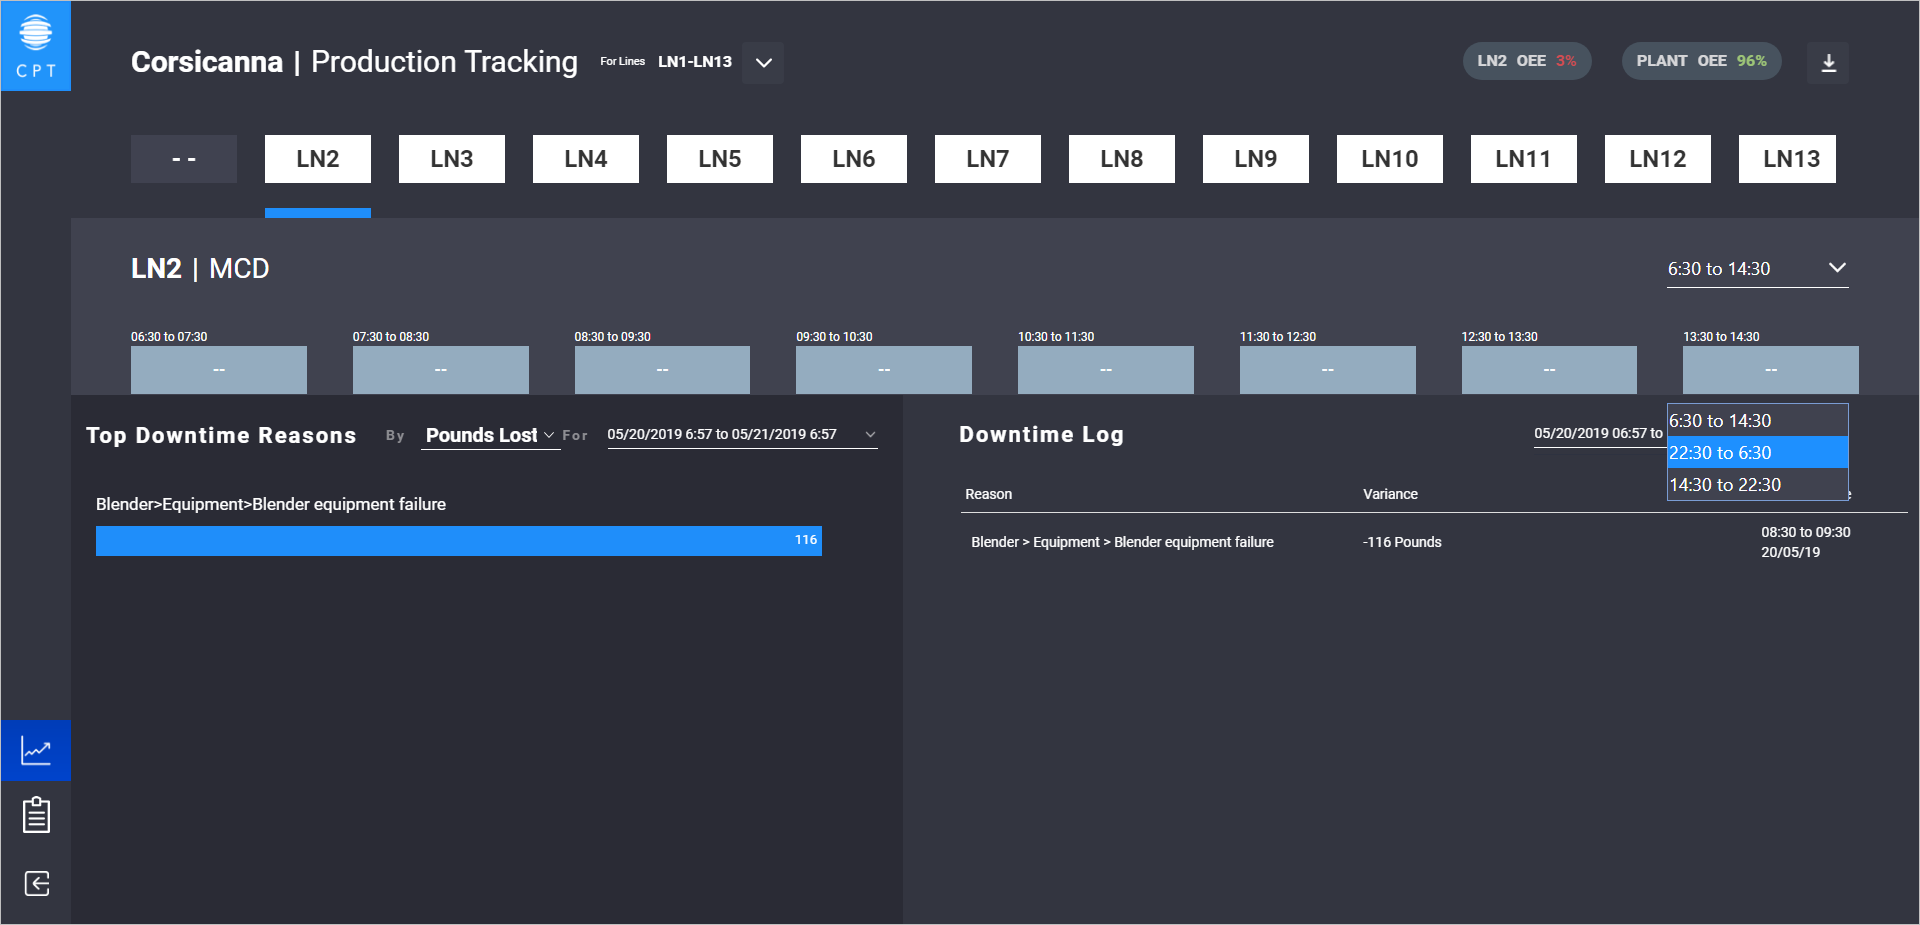 CPT
Corsicanna | Production Tracking For Lines LN1-LN13
LN2 OEE 3%
PLANT OEE 96%
- - LN2 LN3 LN4 LN5 LN6 LN7 LN8 LN9 LN10 LN11 LN12 LN13
LN2 | MCD
6:30 to 14:30
06:30 to 07:30 07:30 to 08:30 08:30 to 09:30 09:30 to 10:30 10:30 to 11:30 11:30 to 12:30 12:30 to 13:30 13:30 to 14:30
-- -- -- -- -- -- -- --
Top Downtime Reasons By Pounds Lost For 05/20/2019 6:57 to 05/21/2019 6:57
Blender>Equipment>Blender equipment failure
116
Downtime Log
05/20/2019 06:57 to
6:30 to 14:30
22:30 to 6:30
14:30 to 22:30
Reason Variance
Blender > Equipment > Blender equipment failure -116 Pounds 08:30 to 09:30
20/05/19